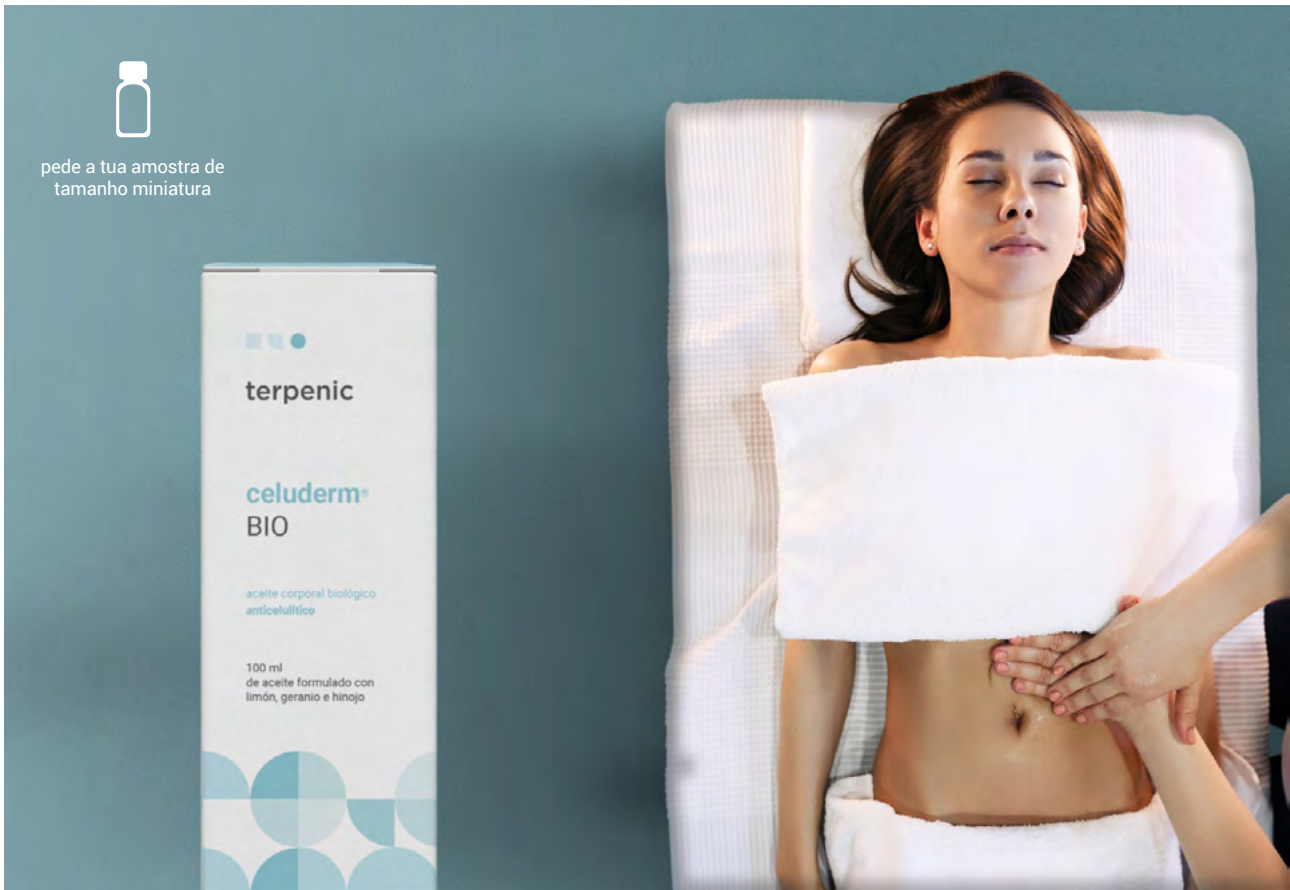 pede a tua amostra de
tamanho miniatura
terpenic
celuderm®
BIO
aceite corporal biológico
anticelulítico
100 ml
de aceite formulado con
limón, geranio e hinojo